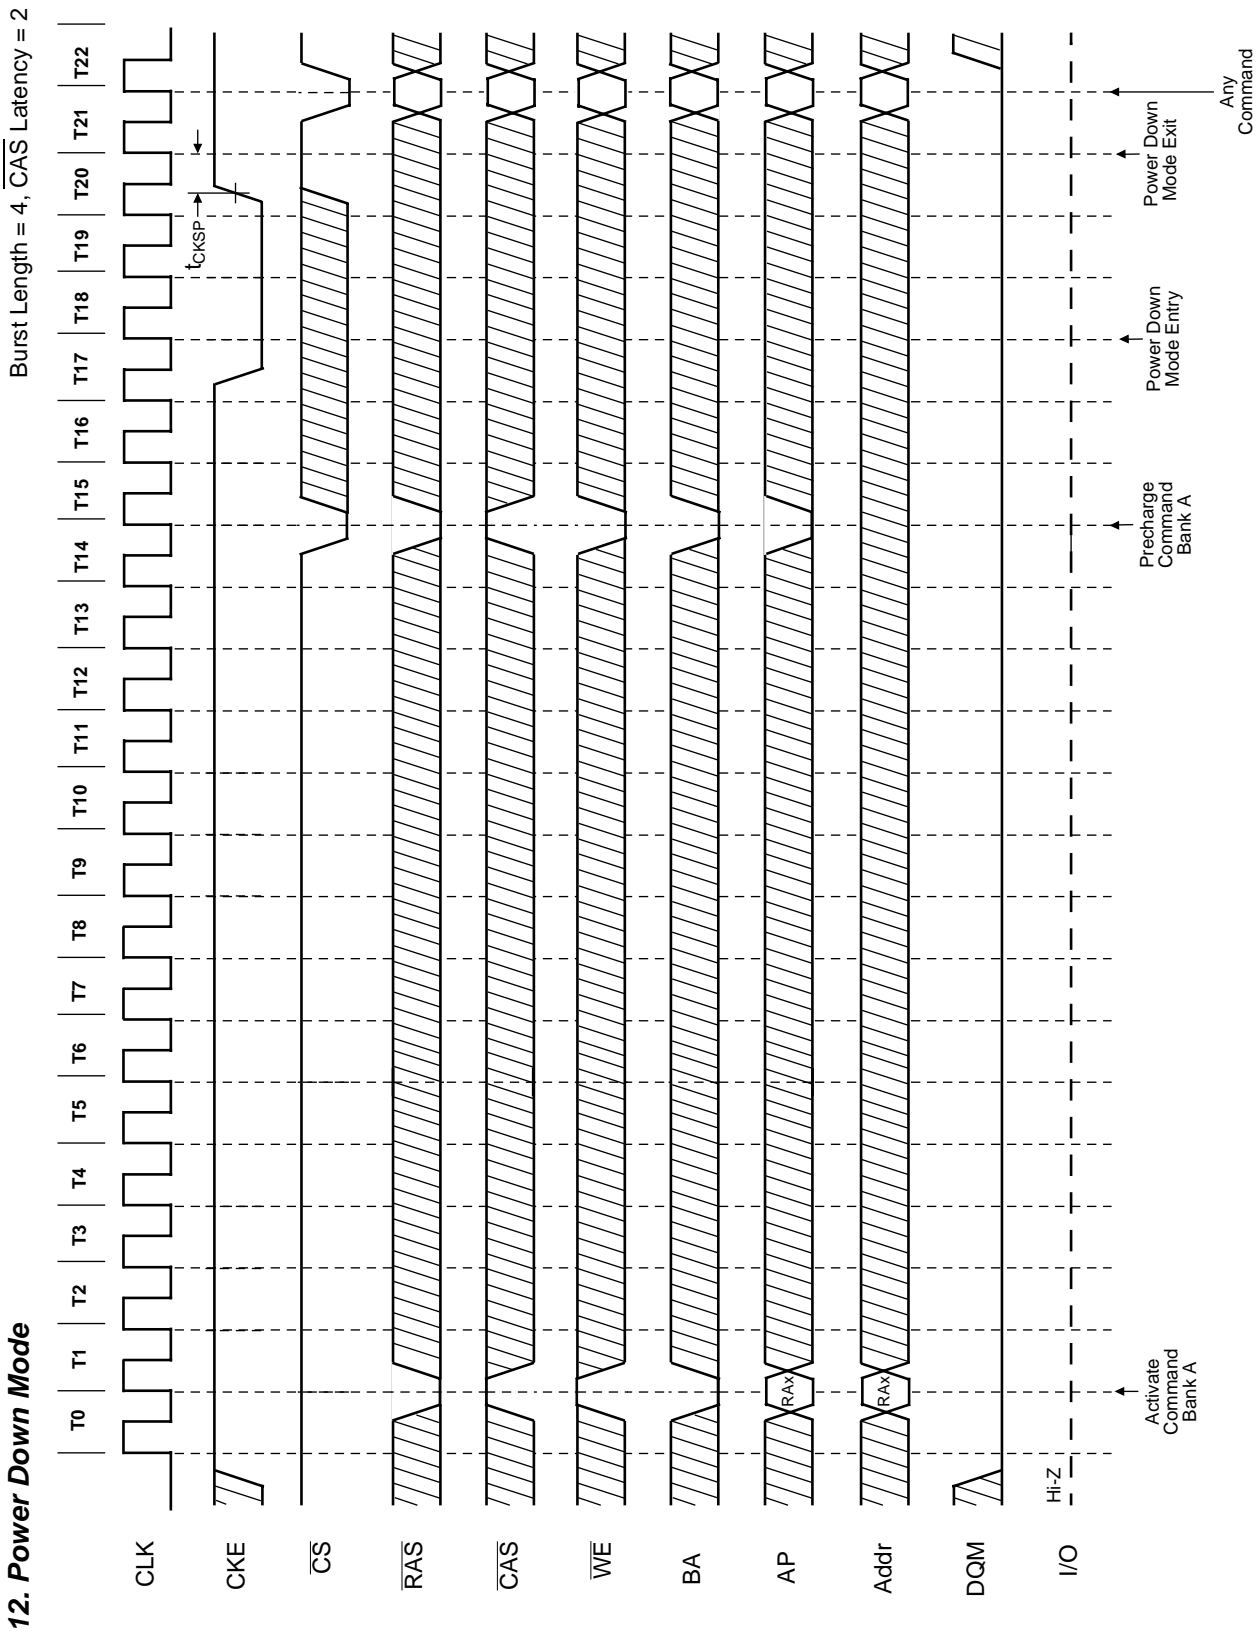 12. Power Down Mode
Burst Length = 4, CAS Latency = 2
T0 T1 T2 T3 T4 T5 T6 T7 T8 T9 T10 T11 T12 T13 T14 T15 T16 T17 T18 T19 T20 T21 T22
CLK
CKE
tCKSP
CS
RAS
CAS
WE
BA
AP
RAx
Addr
RAx
DQM
I/O
Hi-Z
Activate
Command
Bank A
Precharge
Command
Bank A
Power Down
Mode Entry
Power Down
Mode Exit
Any
Command